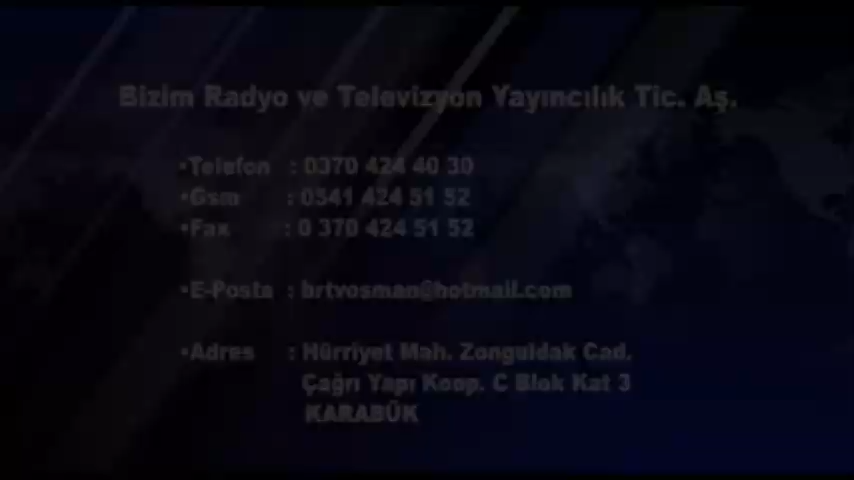 Bizim Radyo ve Televizyon Yayıncılık Tic. Aş.
•Telefon : 0370 424 40 30
•Gsm : 0541 424 51 52
•Fax : 0 370 424 51 52
•E-Posta : brtvosman@hotmail.com
•Adres : Hürriyet Mah. Zonguldak Cad.
Çağrı Yapı Koop. C Blok Kat 3
KARABÜK